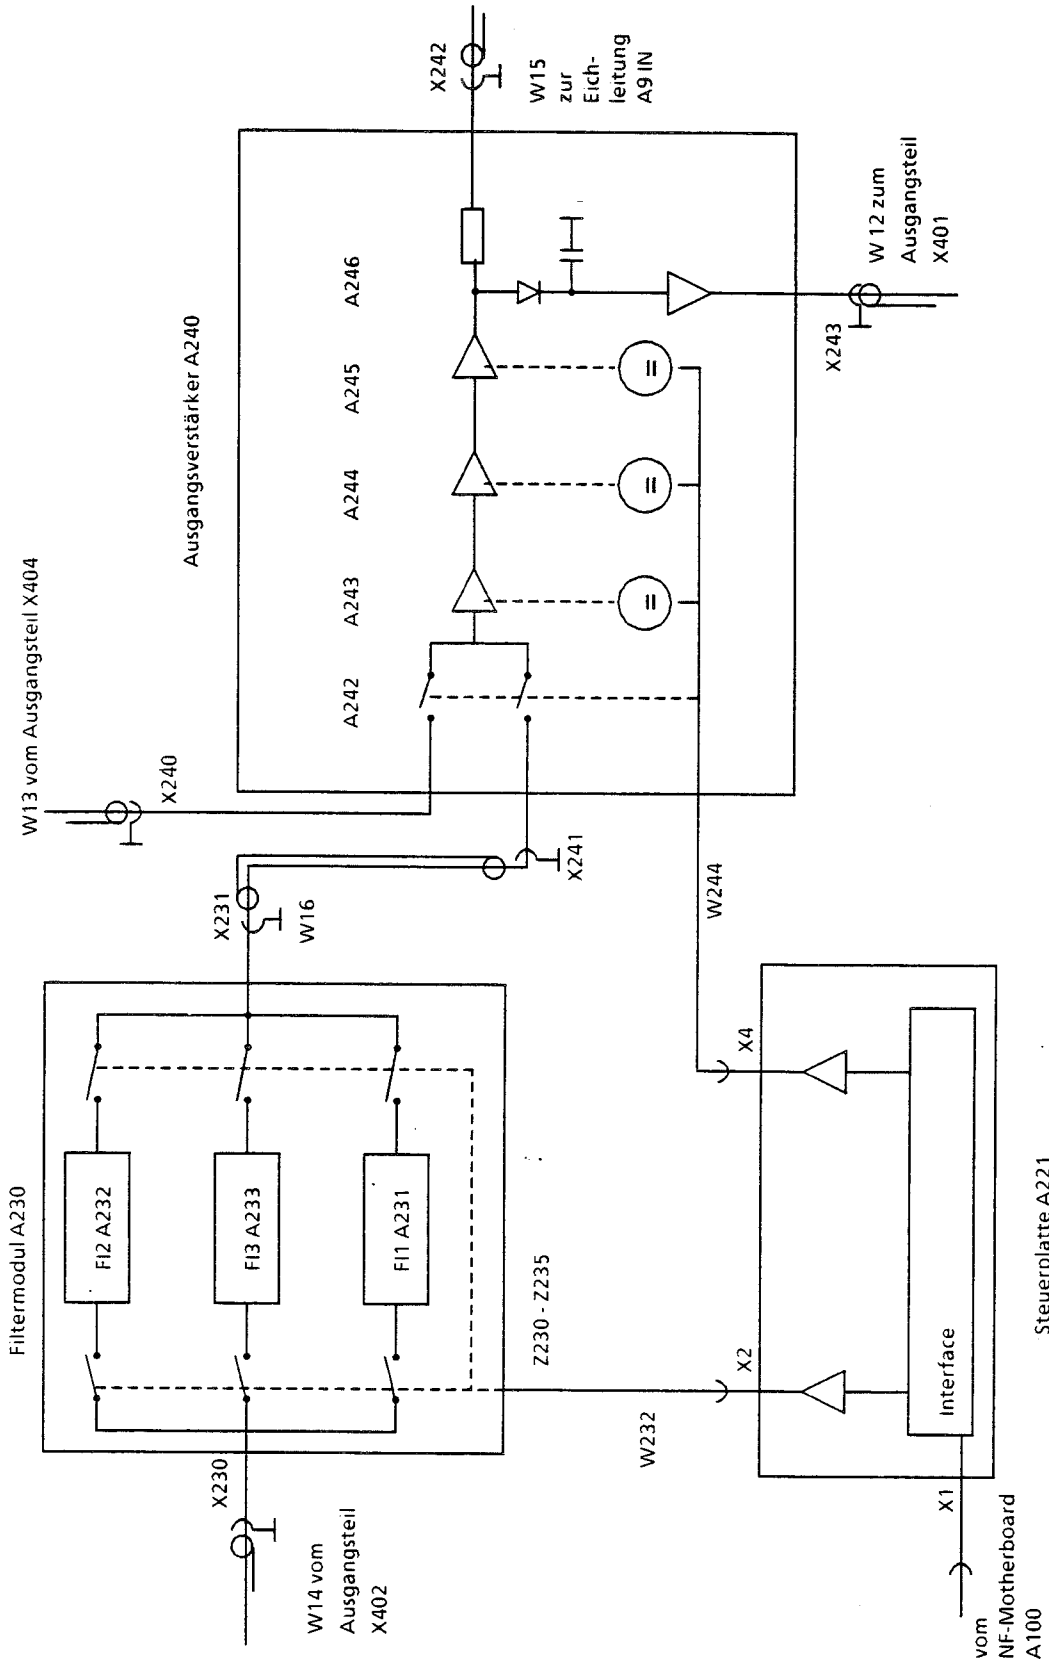 Filtermodul A230
FI2 A232
FI3 A233
FI1 A231
X230
W14 vom
Ausgangsteil
X402
X231
W16
Z230 - Z235
W232
X2
X4
W244
Interface
X1
vom
NF-Motherboard
A100
Steuerplatte A221
W13 vom Ausgangsteil X404
X240
X241
Ausgangsverstärker A240
A242
A243
A244
A245
A246
X242
W15
zur
Eich-
leitung
A9 IN
X243
W 12 zum
Ausgangsteil
X401